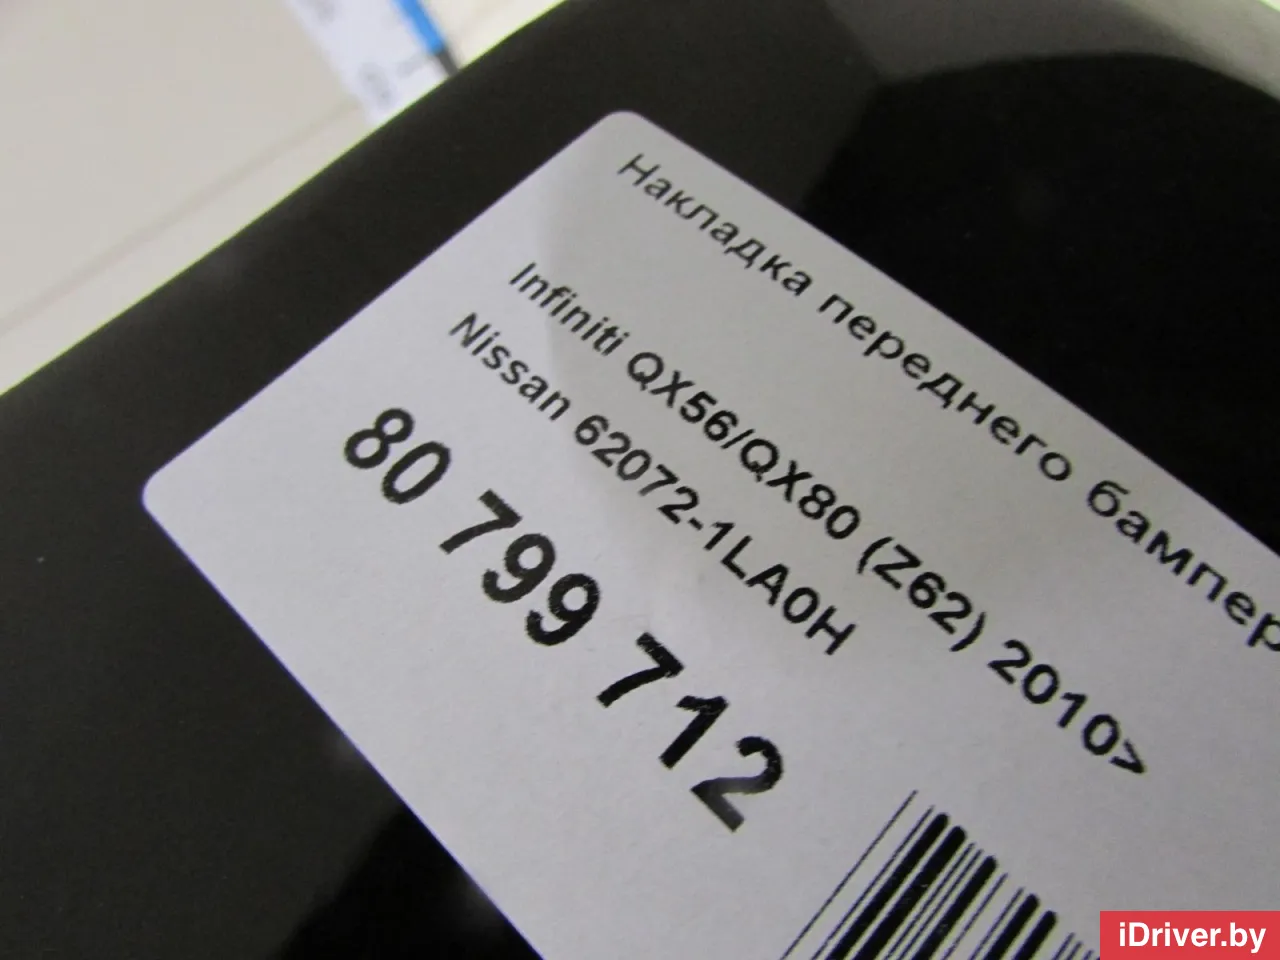 Накладка переднего бампер
Infiniti QX56/QX80 (Z62) 2010>
Nissan 62072-1LA0H
80 799 712
iDriver.by